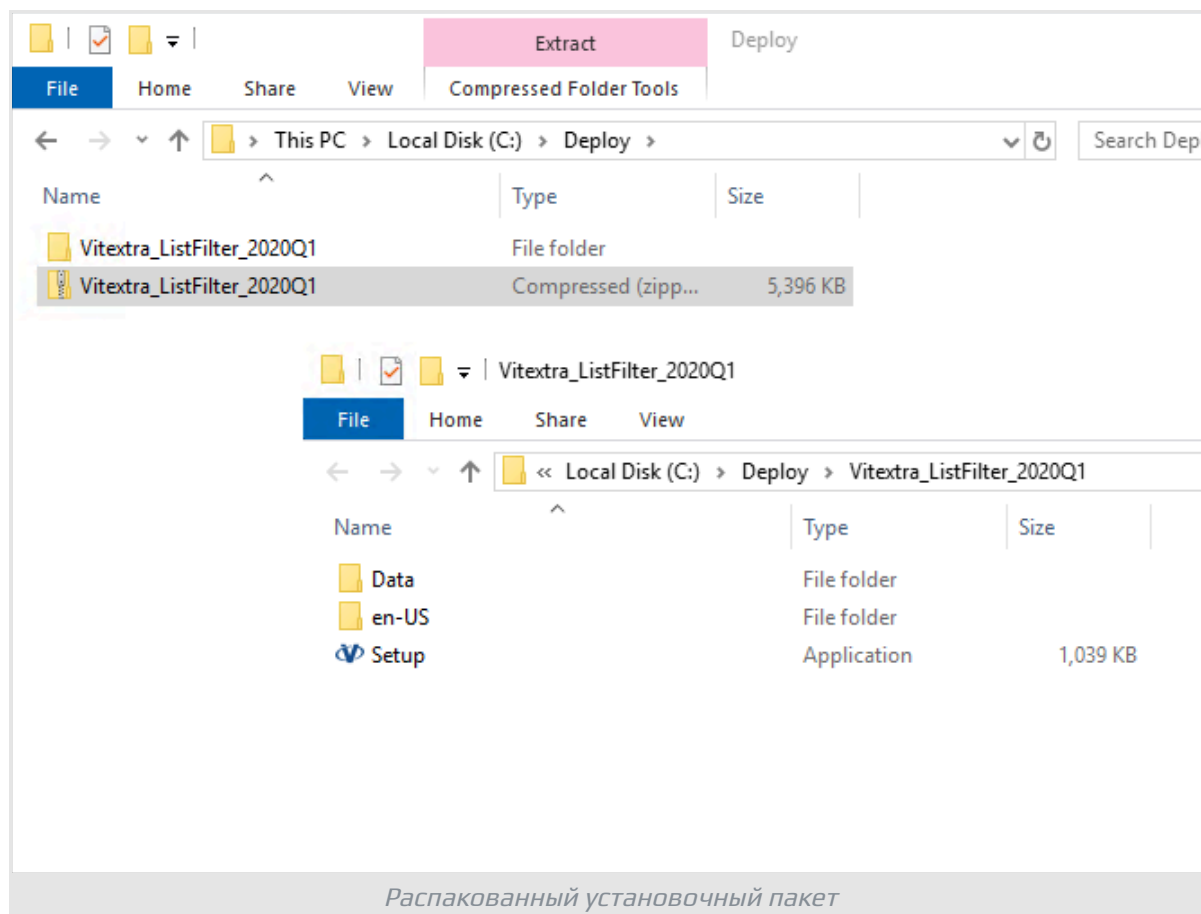 Extract Deploy
File Home Share View Compressed Folder Tools
This PC Local Disk (C:) Deploy Search Dep
Name Type Size
Vitextra_ListFilter_2020Q1 File folder
Vitextra_ListFilter_2020Q1 Compressed (zipp... 5,396 KB
Vitextra_ListFilter_2020Q1
File Home Share View
« Local Disk (C:) Deploy Vitextra_ListFilter_2020Q1
Name Type Size
Data File folder
en-US File folder
Setup Application 1,039 KB
Распакованный установочный пакет